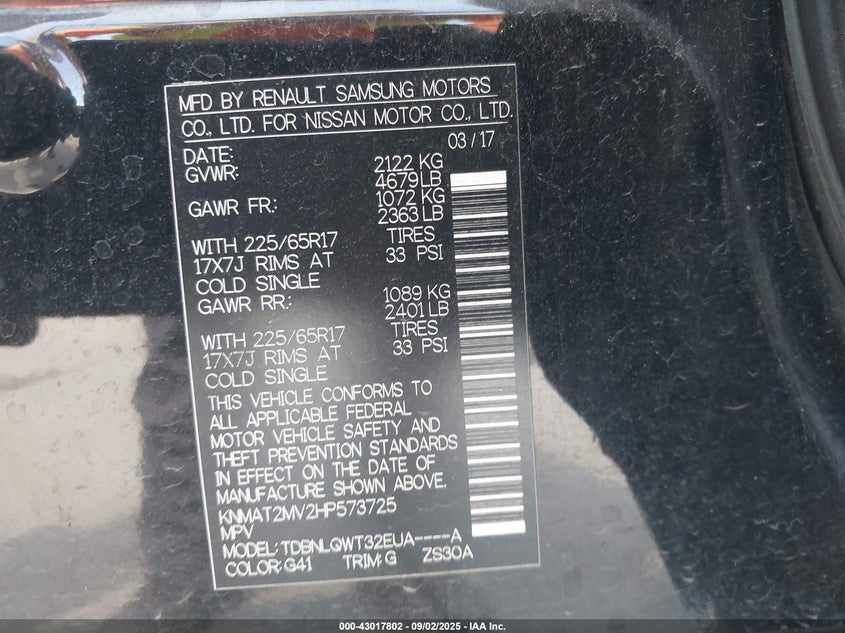 MFD BY RENAULT SAMSUNG MOTORS
CO., LTD. FOR NISSAN MOTOR CO., LTD.
DATE: 03/17
GVWR: 2122 KG
4679 LB
GAWR FR: 1072 KG
2363 LB
WITH 225/65R17 TIRES
17X7J RIMS AT 33 PSI
COLD SINGLE
GAWR RR: 1089 KG
2401 LB
WITH 225/65R17 TIRES
17X7J RIMS AT 33 PSI
COLD SINGLE
THIS VEHICLE CONFORMS TO
ALL APPLICABLE FEDERAL
MOTOR VEHICLE SAFETY AND
THEFT PREVENTION STANDARDS
IN EFFECT ON THE DATE OF
MANUFACTURE SHOWN ABOVE.
KNMAT2MV2HP573725
MPV
MODEL: TDBNLQWT32EUA----A
COLOR: G41 TRIM: G ZS30A
000-43017802 - 09/02/2025 - IAA Inc.